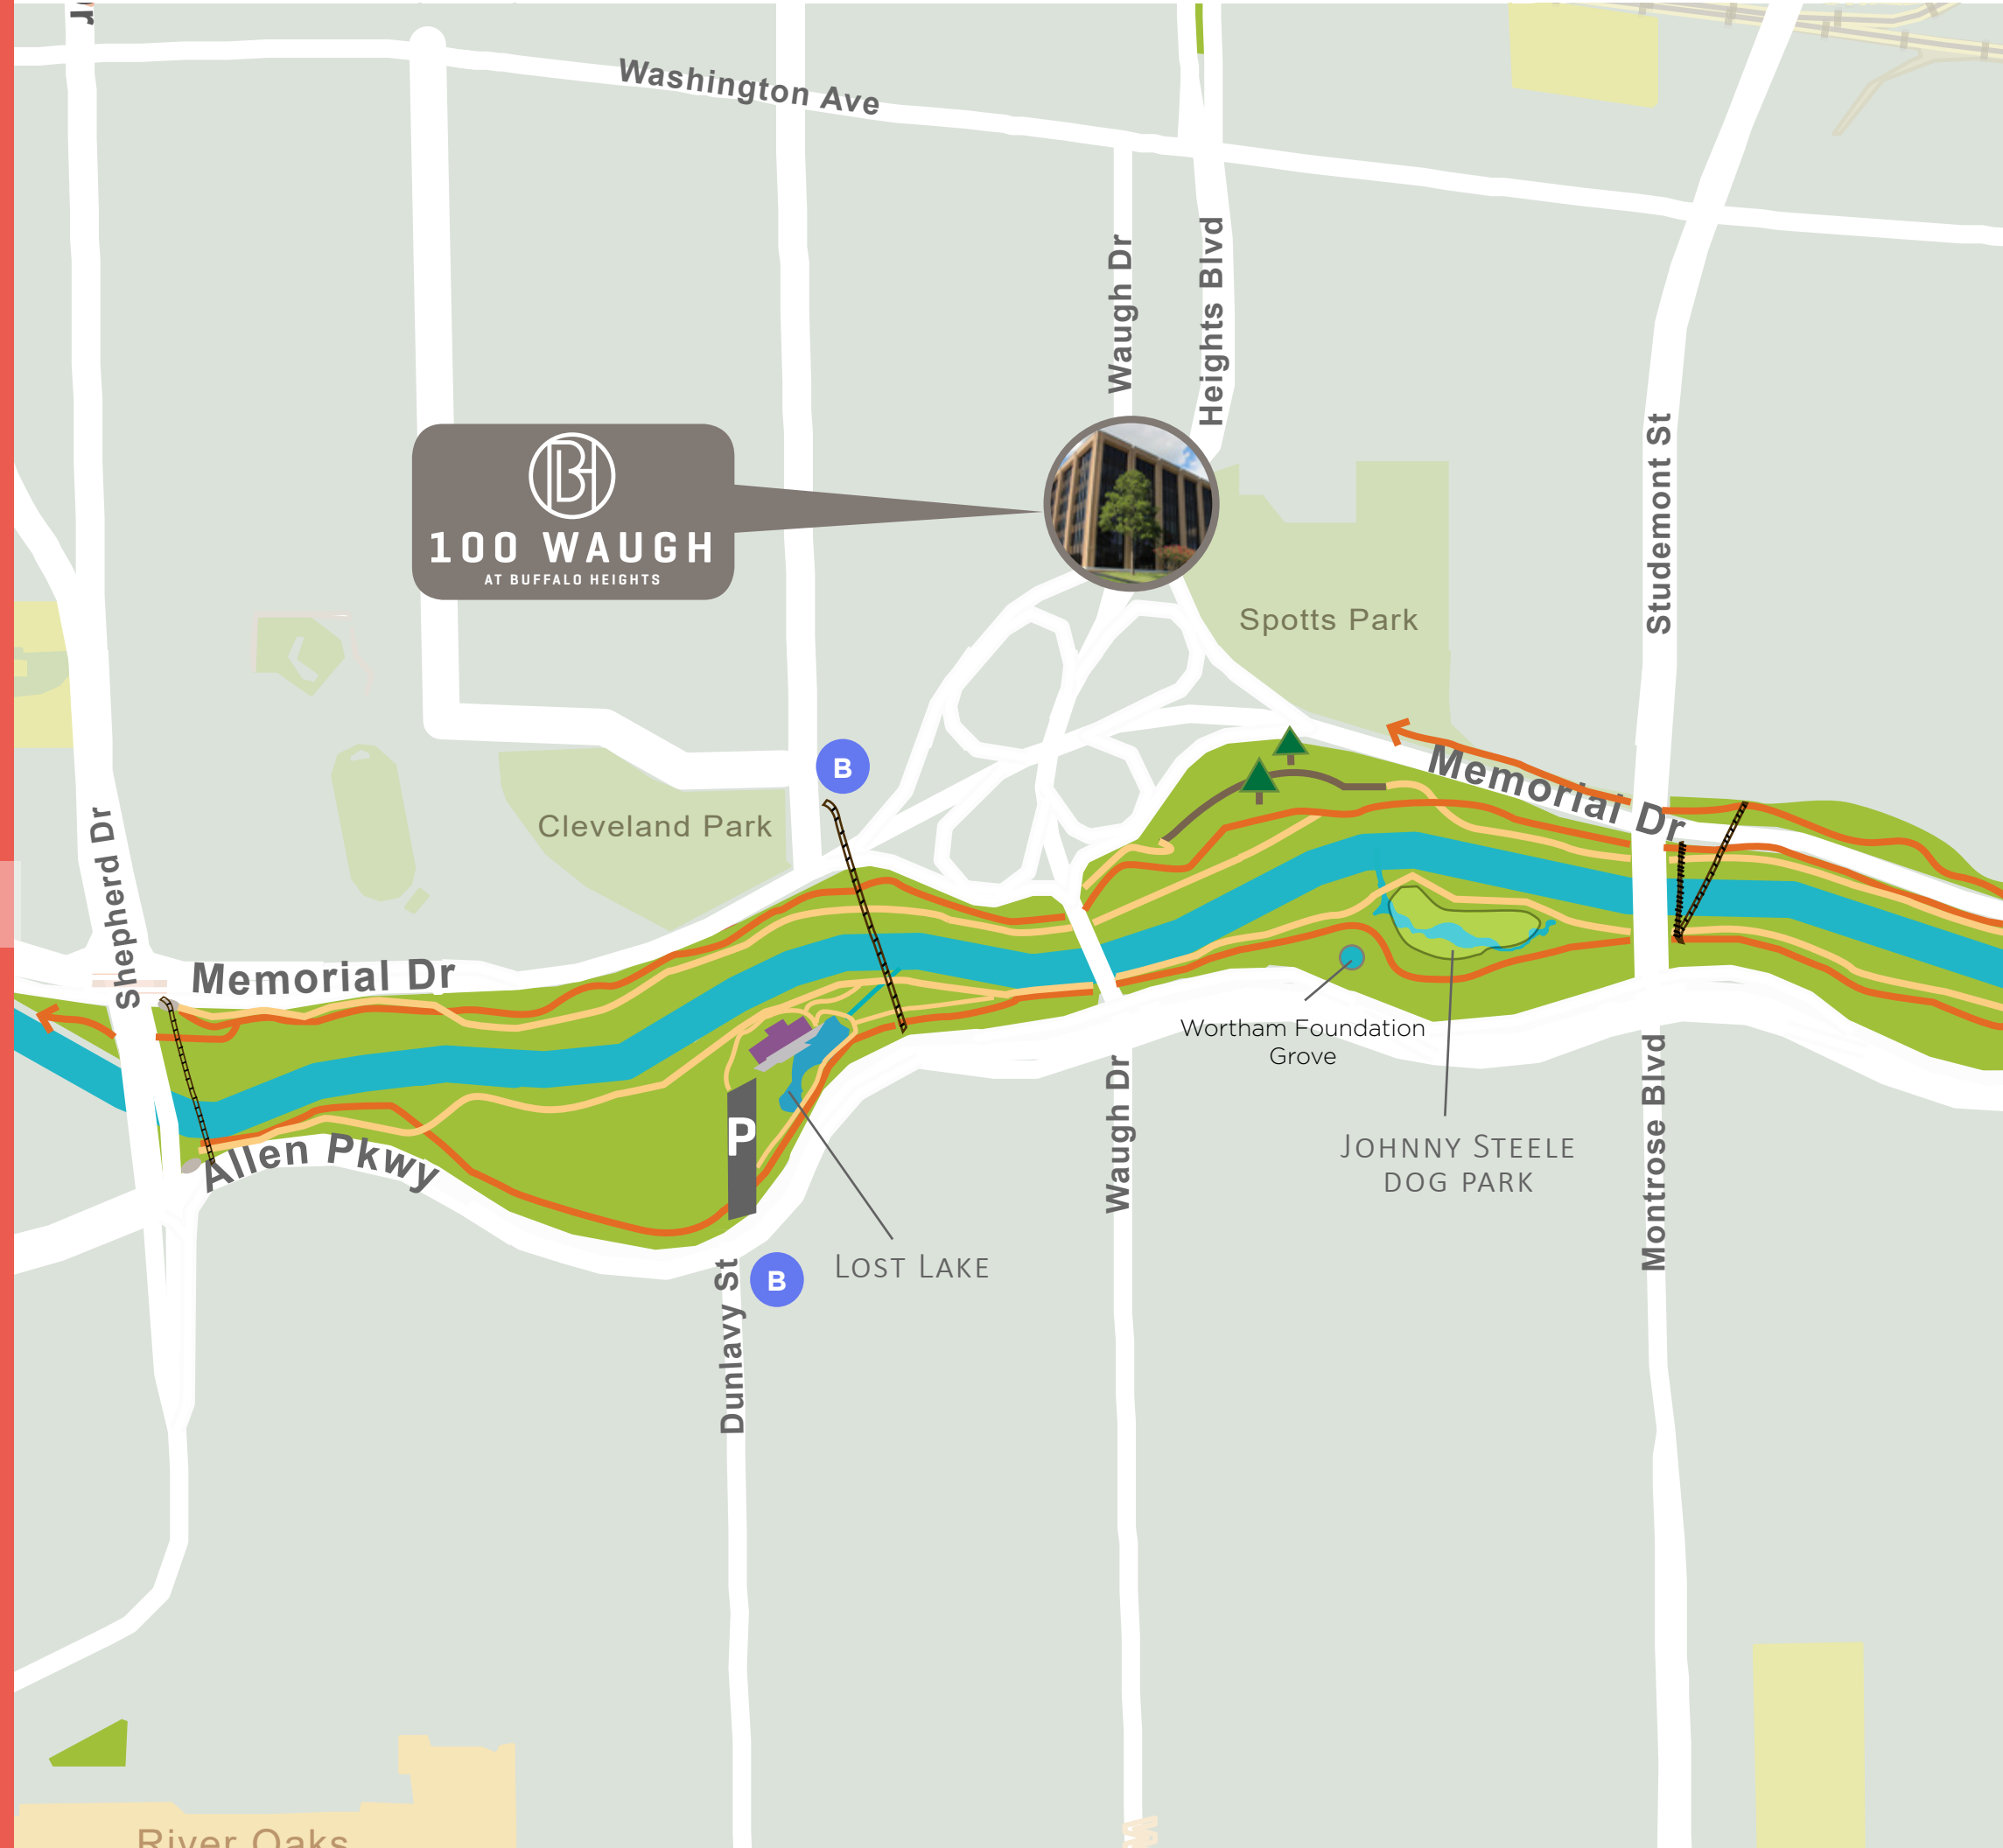 Washington Ave
Waugh Dr
Heights Blvd
Studemont St
BH
100 WAUGH
AT BUFFALO HEIGHTS
Spotts Park
Memorial Dr
B
Cleveland Park
Shepherd Dr
Memorial Dr
Wortham Foundation
Grove
Allen Pkwy
P
Waugh Dr
Montrose Blvd
JOHNNY STEELE
DOG PARK
LOST LAKE
B
Dunlavy St
River Oaks